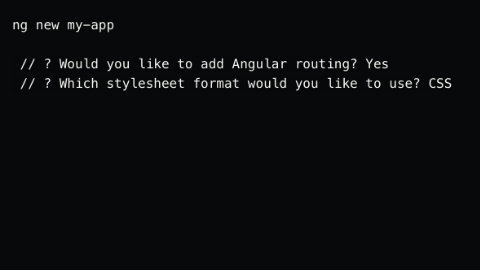 ng new my-app
// ? Would you like to add Angular routing? Yes
// ? Which stylesheet format would you like to use? CSS